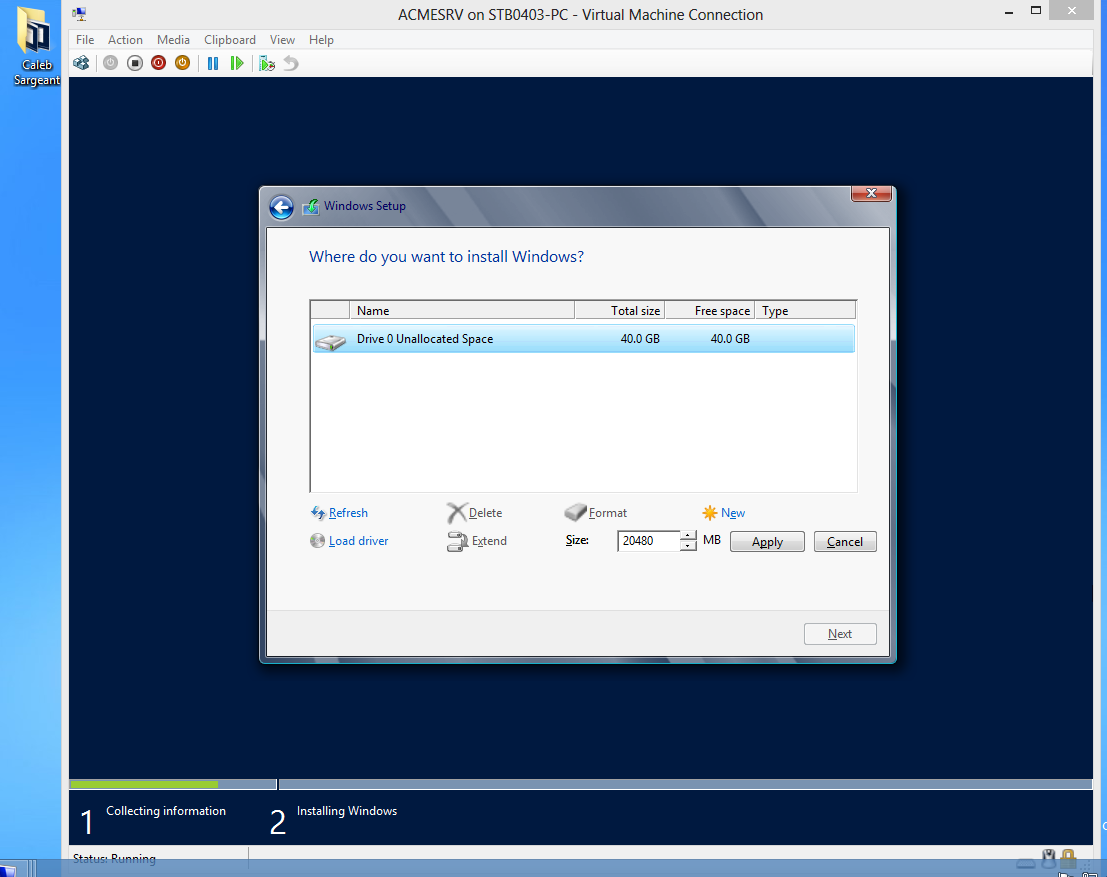 Caleb
Sargeant
ACMESRV on STB0403-PC - Virtual Machine Connection
File Action Media Clipboard View Help
Windows Setup
Where do you want to install Windows?
Name Total size Free space Type
Drive 0 Unallocated Space 40.0 GB 40.0 GB
Refresh Delete Format New
Load driver Extend Size: 20480 MB Apply Cancel
Next
1 Collecting information 2 Installing Windows
Status: Running